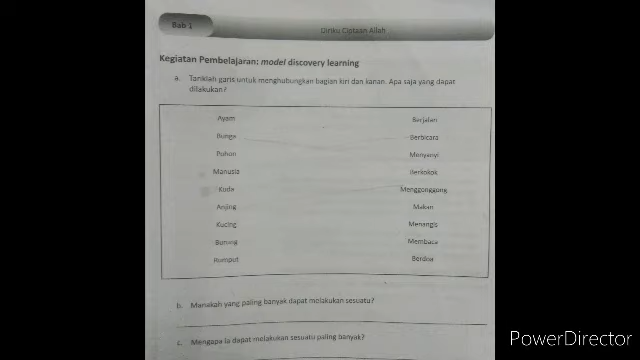 Bab 1
Diriku Ciptaan Allah
Kegiatan Pembelajaran: model discovery learning
a. Tariklah garis untuk menghubungkan bagian kiri dan kanan. Apa saja yang dapat
dilakukan?
Ayam Berjalan
Bunga Berbicara
Pohon Menyanyi
Manusia Berkokok
Kuda Menggonggong
Anjing Makan
Kucing Menangis
Burung Membaca
Rumput Berdoa
b. Manakah yang paling banyak dapat melakukan sesuatu?
c. Mengapa ia dapat melakukan sesuatu paling banyak?
PowerDirector